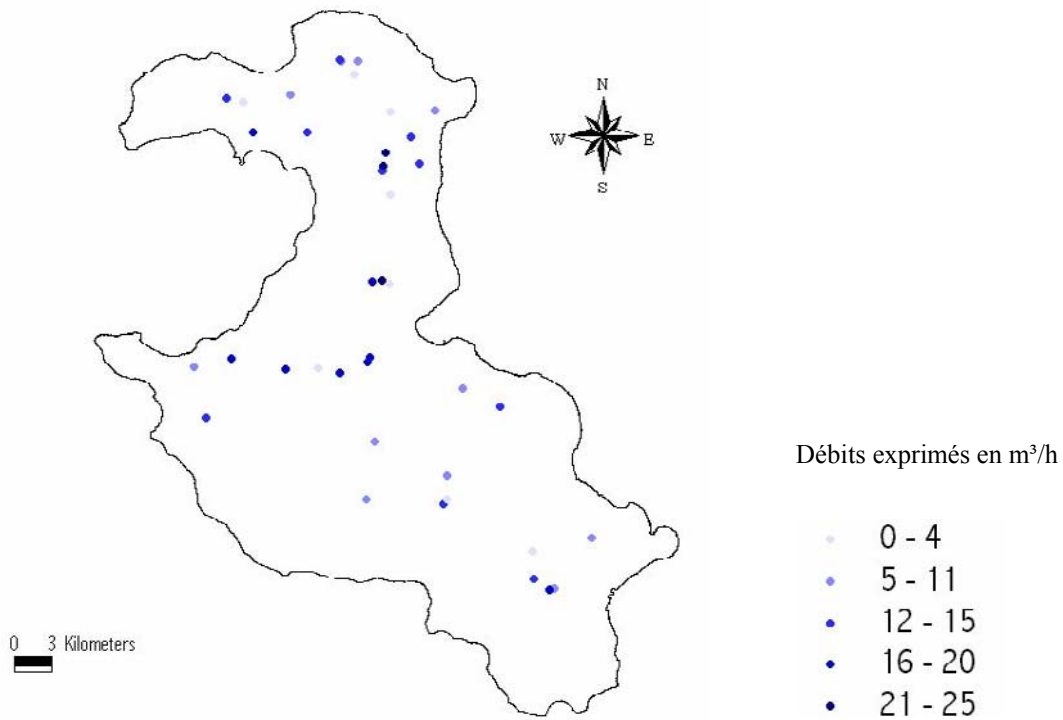 N
W E
S
Débits exprimés en m³/h
0 - 4
5 - 11
12 - 15
16 - 20
21 - 25
0 3 Kilometers